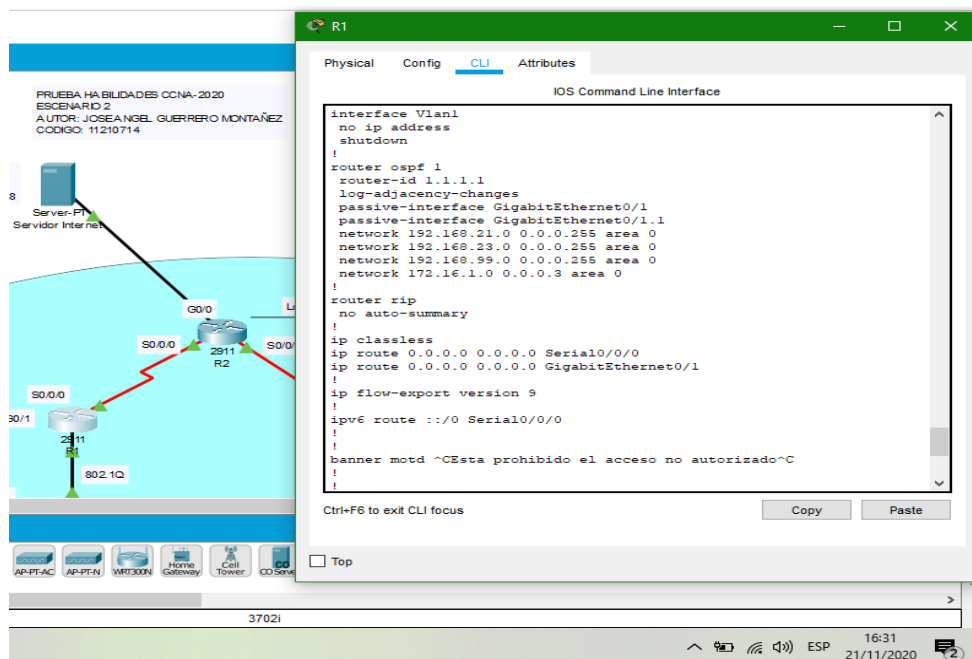 R1
Physical Config CLI Attributes
IOS Command Line Interface
interface Vlan1
no ip address
shutdown
!
router ospf 1
router-id 1.1.1.1
log-adjacency-changes
passive-interface GigabitEthernet0/1
passive-interface GigabitEthernet0/1.1
network 192.168.21.0 0.0.0.255 area 0
network 192.168.23.0 0.0.0.255 area 0
network 192.168.99.0 0.0.0.255 area 0
network 172.16.1.0 0.0.0.3 area 0
!
router rip
no auto-summary
!
ip classless
ip route 0.0.0.0 0.0.0.0 Serial0/0/0
ip route 0.0.0.0 0.0.0.0 GigabitEthernet0/1
!
ip flow-export version 9
!
ipv6 route ::/0 Serial0/0/0
!
!
banner motd ^CEsta prohibido el acceso no autorizado^C
!
!
Ctrl+F6 to exit CLI focus
Copy Paste
Top
PRUEBA HABILIDADES CCNA-2020
ESCENARIO 2
AUTOR: JOSE ANGEL GUERRERO MONTAÑEZ
CODIGO: 11210714
8
Server-PT
Servidor Internet
G0/0
S0/0/0
2911
R2
S0/0/
S0/0/0
2911
R1
802.1Q
AP-PT-AC
AP-PT-N
WRT300N
Home Gateway
Cell Tower
3702i
ESP
16:31
21/11/2020
2